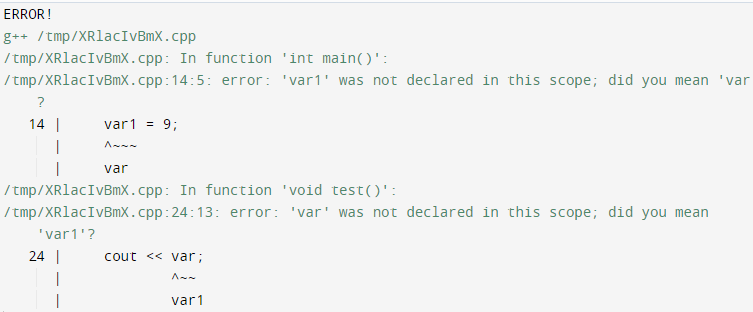 ERROR!
g++ /tmp/XRlacIvBmX.cpp
/tmp/XRlacIvBmX.cpp: In function 'int main()':
/tmp/XRlacIvBmX.cpp:14:5: error: 'var1' was not declared in this scope; did you mean 'var
?
14 |     var1 = 9;
|     ^~~~
|     var
/tmp/XRlacIvBmX.cpp: In function 'void test()':
/tmp/XRlacIvBmX.cpp:24:13: error: 'var' was not declared in this scope; did you mean
'var1'?
24 |     cout << var;
|             ^~~
|             var1